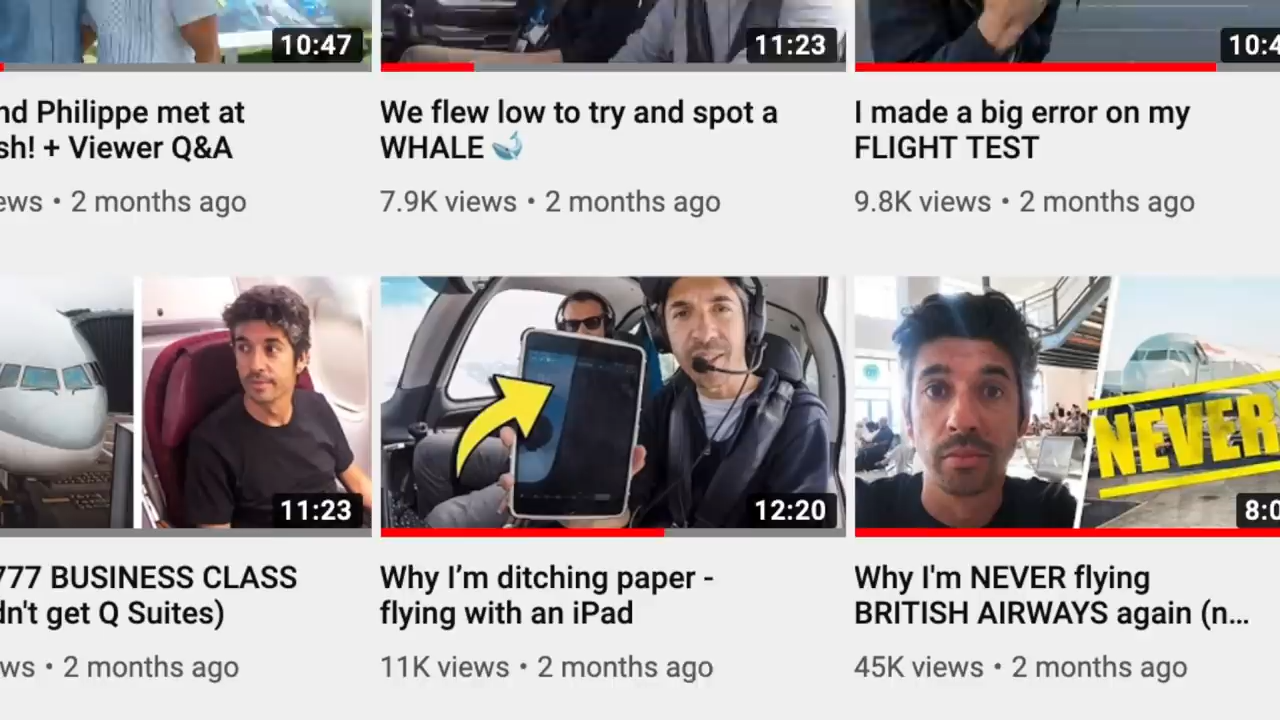 10:47
11:23
10:4
nd Philippe met at
sh! + Viewer Q&A
ews • 2 months ago
We flew low to try and spot a
WHALE 🐳
7.9K views • 2 months ago
I made a big error on my
FLIGHT TEST
9.8K views • 2 months ago
NEVER
11:23
12:20
8:0
777 BUSINESS CLASS
dn't get Q Suites)
ws • 2 months ago
Why I’m ditching paper -
flying with an iPad
11K views • 2 months ago
Why I'm NEVER flying
BRITISH AIRWAYS again (n...
45K views • 2 months ago